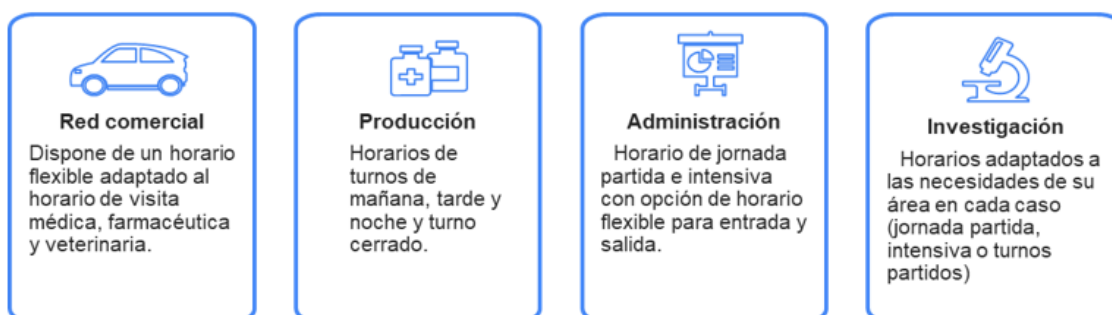 Red comercial
Dispone de un horario
flexible adaptado al
horario de visita
médica, farmacéutica
y veterinaria.
Producción
Horarios de
turnos de
mañana, tarde y
noche y turno
cerrado.
Administración
Horario de jornada
partida e intensiva
con opción de horario
flexible para entrada y
salida.
Investigación
Horarios adaptados a
las necesidades de su
área en cada caso
(jornada partida,
intensiva o turnos
partidos)